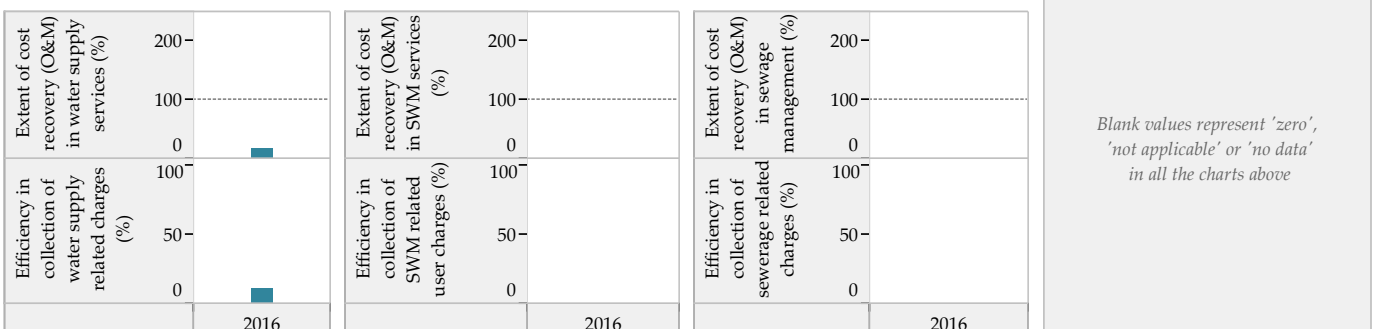 Extent of cost
recovery (O&M)
in water supply
services (%)
200
100
0
Efficiency in
collection of
water supply
related charges
(%)
100
50
0
2016
Extent of cost
recovery (O&M)
in SWM services
(%)
200
100
0
Efficiency in
collection of
SWM related
user charges (%)
100
50
0
2016
Extent of cost
recovery (O&M)
in sewage
management (%)
200
100
0
Efficiency in
collection of
sewerage related
charges (%)
100
50
0
2016
Blank values represent 'zero',
'not applicable' or 'no data'
in all the charts above